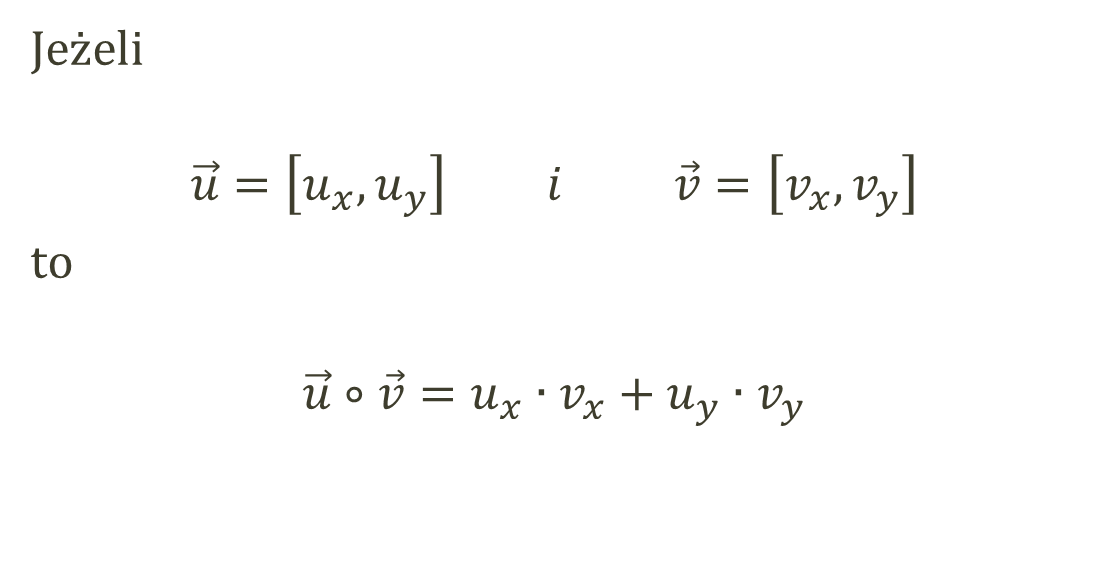 Jeżeli
u⃗ = [uₓ, u_y] i v⃗ = [vₓ, v_y]
to
u⃗ ∘ v⃗ = uₓ · vₓ + u_y · v_y